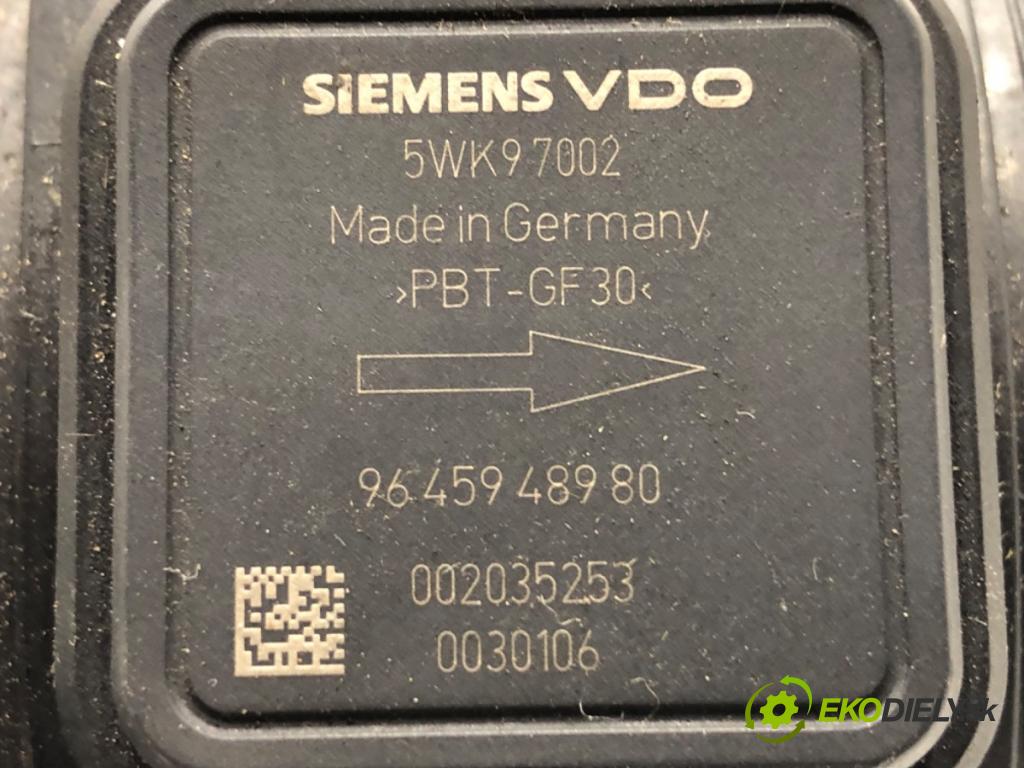 SIEMENS VDO
5WK9 7002
Made in Germany
>PBT-GF30<
96 459 489 80
002035253
0030106
EKODIELY.sk